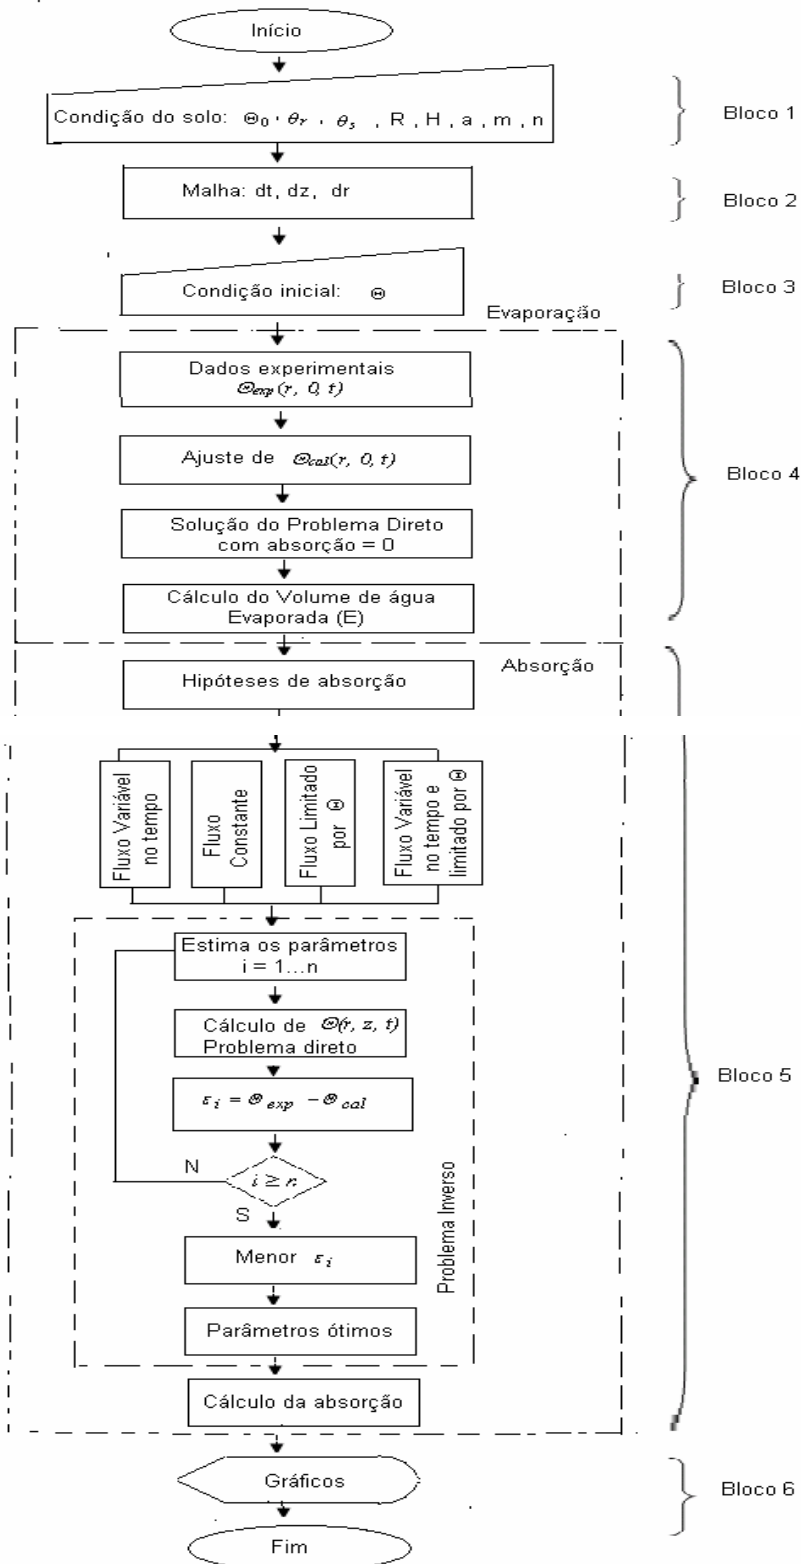 Início
Condição do solo: Θ₀, θᵣ, θₛ, R, H, a, m, n
Bloco 1
Malha: dt, dz, dr
Bloco 2
Condição inicial: Θ
Bloco 3
Evaporação
Dados experimentais
Θexp(r, 0, t)
Ajuste de Θcal(r, 0, t)
Bloco 4
Solução do Problema Direto
com absorção = 0
Cálculo do Volume de água
Evaporada (E)
Absorção
Hipóteses de absorção
Fluxo Variável
no tempo
Fluxo
Constante
Fluxo Limitado
por Θ
Fluxo Variável
no tempo e
limitado por Θ
Estima os parâmetros
i = 1...n
Cálculo de Θ(r, z, t)
Problema direto
Bloco 5
εᵢ = Θexp − Θcal
N
i ≥ n
S
Problema Inverso
Menor εᵢ
Parâmetros ótimos
Cálculo da absorção
Gráficos
Bloco 6
Fim